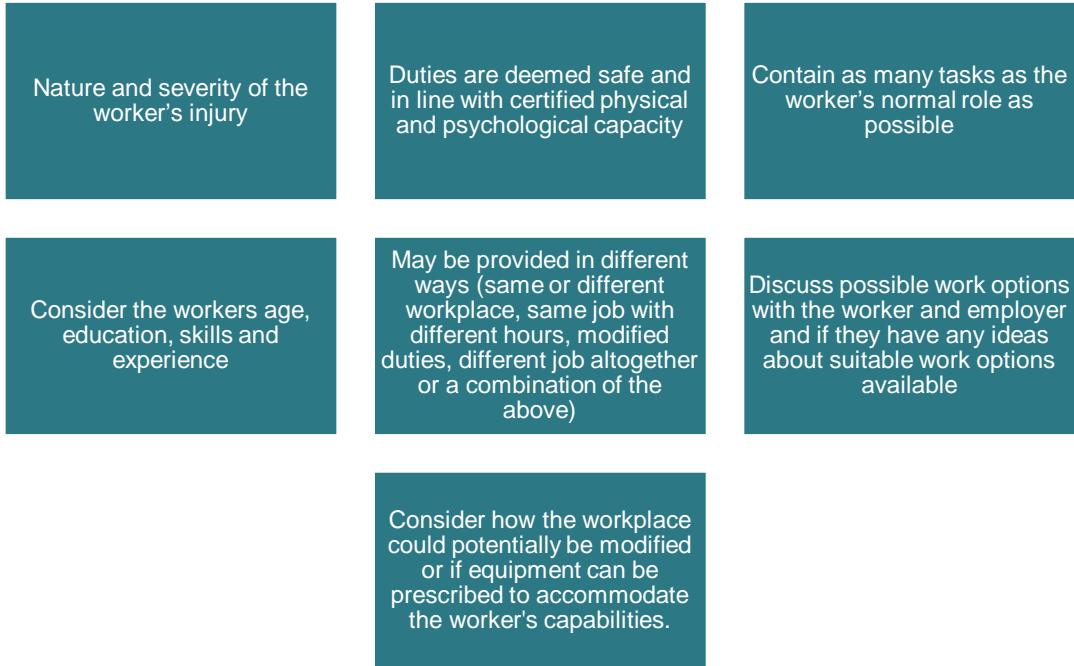 Nature and severity of the
worker's injury
Duties are deemed safe and
in line with certified physical
and psychological capacity
Contain as many tasks as the
worker's normal role as
possible
Consider the workers age,
education, skills and
experience
May be provided in different
ways (same or different
workplace, same job with
different hours, modified
duties, different job altogether
or a combination of the
above)
Discuss possible work options
with the worker and employer
and if they have any ideas
about suitable work options
available
Consider how the workplace
could potentially be modified
or if equipment can be
prescribed to accommodate
the worker's capabilities.